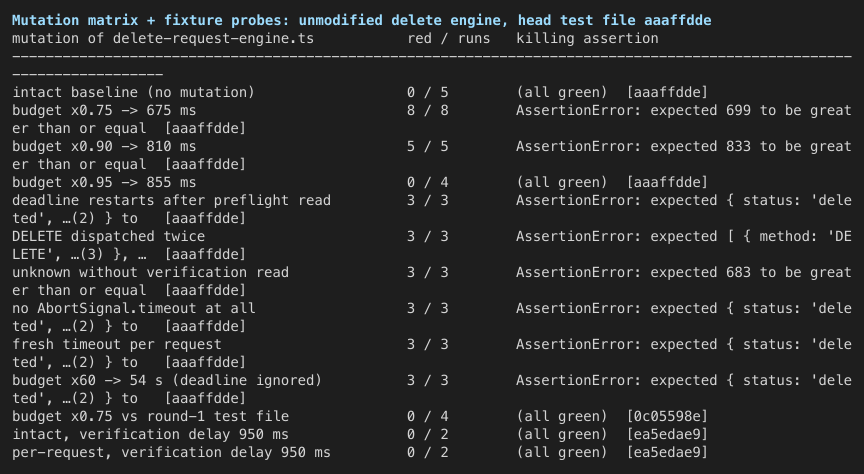 Mutation matrix + fixture probes: unmodified delete engine, head test file aaaffdde
mutation of delete-request-engine.ts red / runs killing assertion
────────────────────────────────────────────────────────────────────────────────────────────────────
──────────────────
intact baseline (no mutation) 0 / 5 (all green) [aaaffdde]
budget x0.75 -> 675 ms 8 / 8 AssertionError: expected 699 to be great
er than or equal [aaaffdde]
budget x0.90 -> 810 ms 5 / 5 AssertionError: expected 833 to be great
er than or equal [aaaffdde]
budget x0.95 -> 855 ms 0 / 4 (all green) [aaaffdde]
deadline restarts after preflight read 3 / 3 AssertionError: expected { status: 'dele
ted', …(2) } to [aaaffdde]
DELETE dispatched twice 3 / 3 AssertionError: expected [ { method: 'DE
LETE', …(3) }, … [aaaffdde]
unknown without verification read 3 / 3 AssertionError: expected 683 to be great
er than or equal [aaaffdde]
no AbortSignal.timeout at all 3 / 3 AssertionError: expected { status: 'dele
ted', …(2) } to [aaaffdde]
fresh timeout per request 3 / 3 AssertionError: expected { status: 'dele
ted', …(2) } to [aaaffdde]
budget x60 -> 54 s (deadline ignored) 3 / 3 AssertionError: expected { status: 'dele
ted', …(2) } to [aaaffdde]
budget x0.75 vs round-1 test file 0 / 4 (all green) [0c05598e]
intact, verification delay 950 ms 0 / 2 (all green) [ea5edae9]
per-request, verification delay 950 ms 0 / 2 (all green) [ea5edae9]